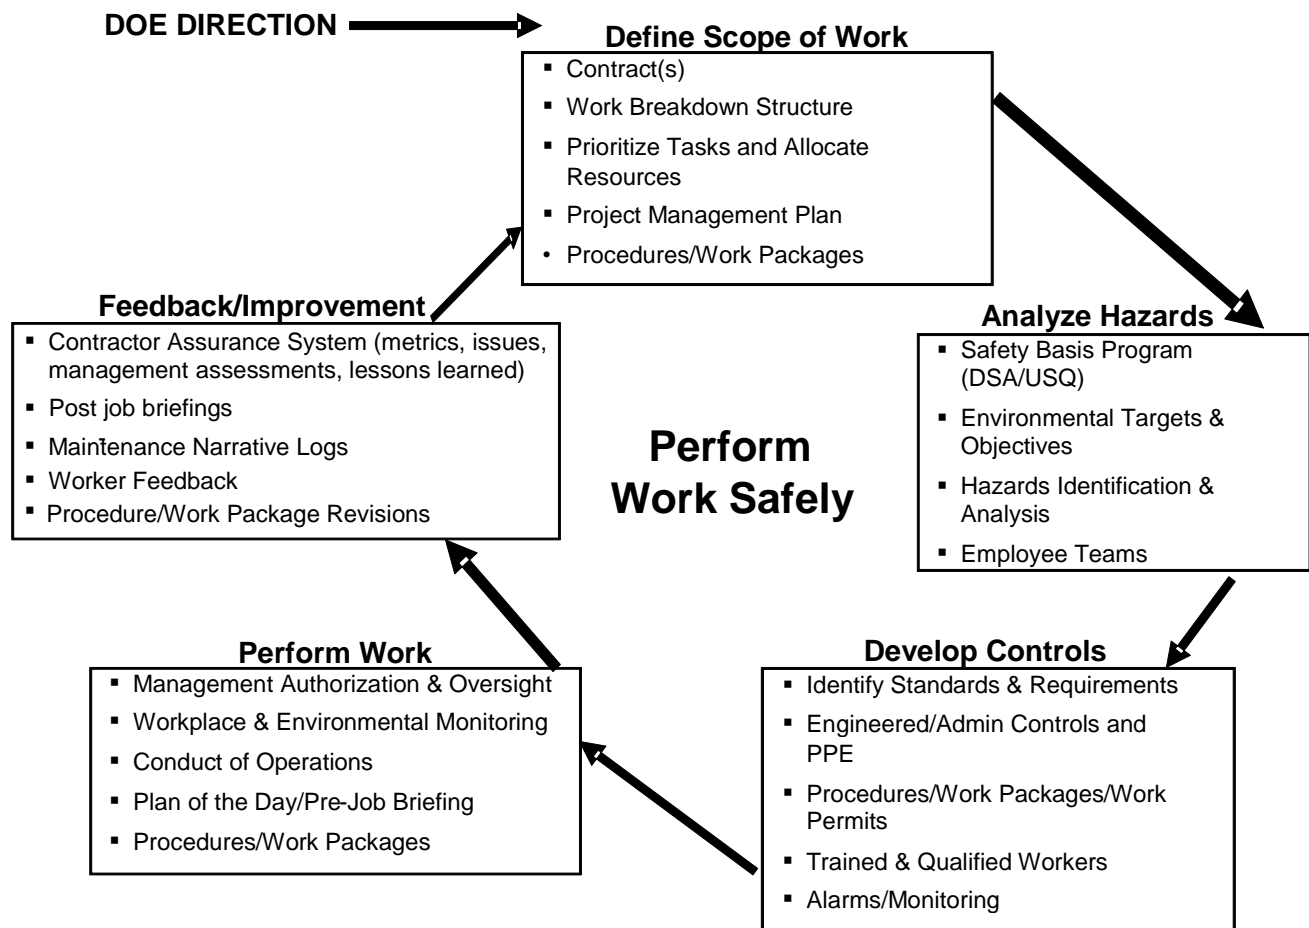 DOE DIRECTION
Define Scope of Work
▪ Contract(s)
▪ Work Breakdown Structure
▪ Prioritize Tasks and Allocate
Resources
▪ Project Management Plan
• Procedures/Work Packages
Feedback/Improvement
▪ Contractor Assurance System (metrics, issues,
management assessments, lessons learned)
▪ Post job briefings
▪ Maintenance Narrative Logs
▪ Worker Feedback
▪ Procedure/Work Package Revisions
Analyze Hazards
▪ Safety Basis Program
(DSA/USQ)
▪ Environmental Targets &
Objectives
▪ Hazards Identification &
Analysis
▪ Employee Teams
Perform
Work Safely
Perform Work
▪ Management Authorization & Oversight
▪ Workplace & Environmental Monitoring
▪ Conduct of Operations
▪ Plan of the Day/Pre-Job Briefing
▪ Procedures/Work Packages
Develop Controls
▪ Identify Standards & Requirements
▪ Engineered/Admin Controls and
PPE
▪ Procedures/Work Packages/Work
Permits
▪ Trained & Qualified Workers
▪ Alarms/Monitoring